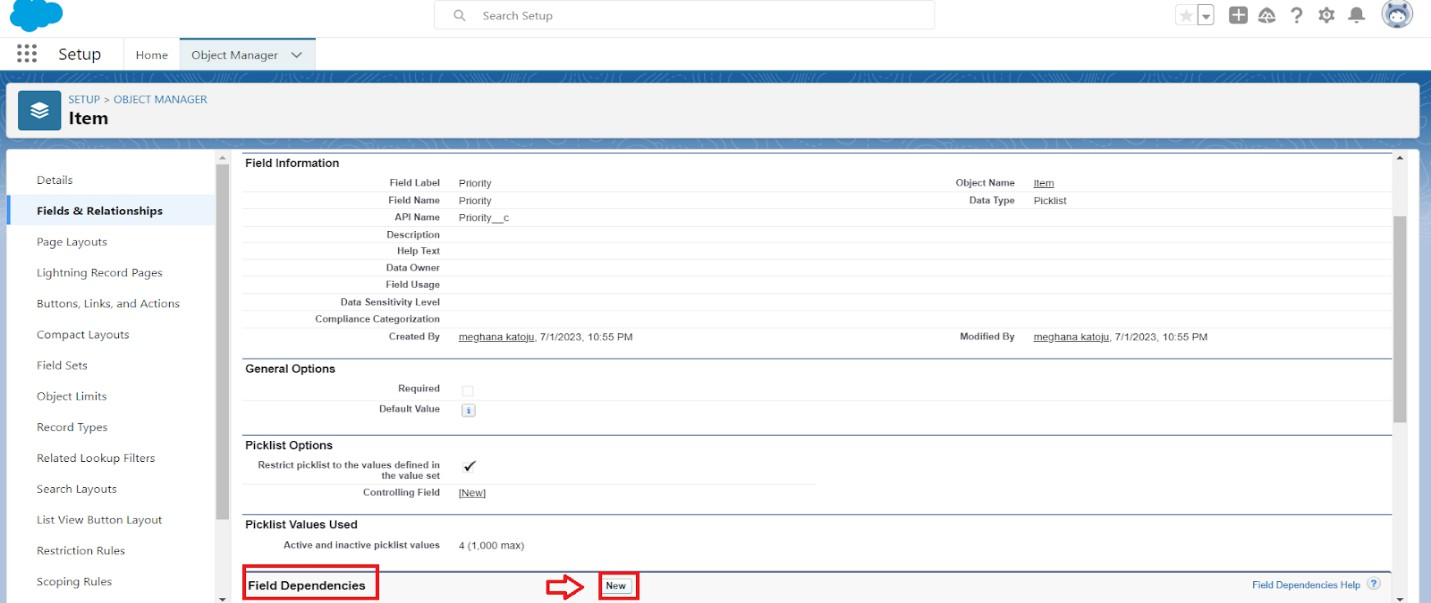 Search Setup
Setup
Home
Object Manager
SETUP > OBJECT MANAGER
Item
Details
Fields & Relationships
Page Layouts
Lightning Record Pages
Buttons, Links, and Actions
Compact Layouts
Field Sets
Object Limits
Record Types
Related Lookup Filters
Search Layouts
List View Button Layout
Restriction Rules
Scoping Rules
Field Information
Field Label Priority Object Name Item
Field Name Priority Data Type Picklist
API Name Priority__c
Description
Help Text
Data Owner
Field Usage
Data Sensitivity Level
Compliance Categorization
Created By meghana katoju, 7/1/2023, 10:55 PM Modified By meghana katoju, 7/1/2023, 10:55 PM
General Options
Required
Default Value
Picklist Options
Restrict picklist to the values defined in
the value set
Controlling Field [New]
Picklist Values Used
Active and inactive picklist values 4 (1,000 max)
Field Dependencies New Field Dependencies Help ?